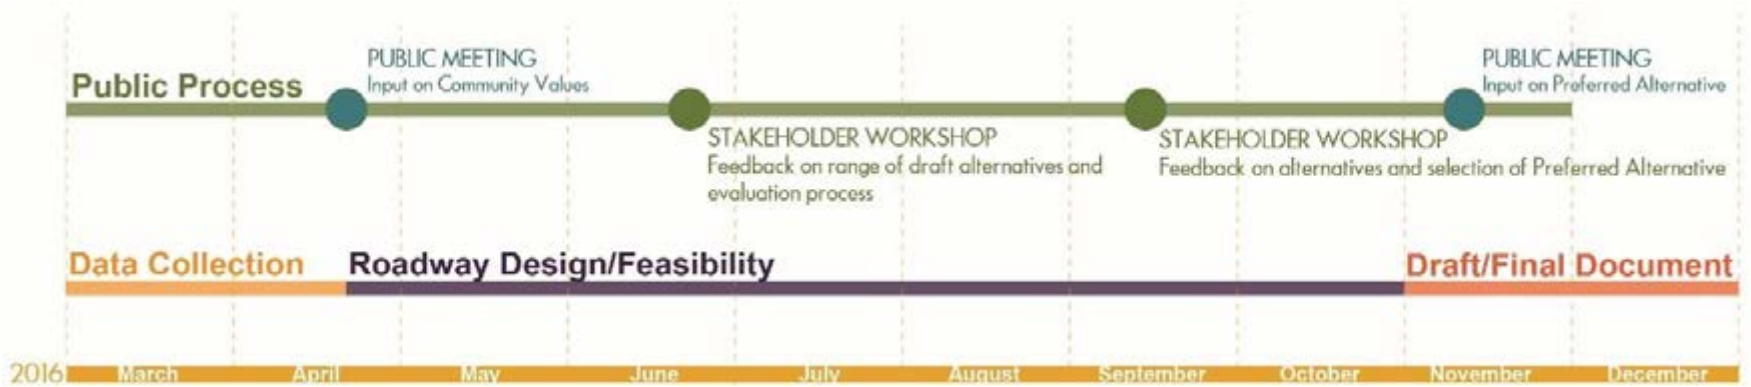 PUBLIC MEETING
Input on Community Values
Public Process
PUBLIC MEETING
Input on Preferred Alternative
STAKEHOLDER WORKSHOP
Feedback on range of draft alternatives and
evaluation process
STAKEHOLDER WORKSHOP
Feedback on alternatives and selection of Preferred Alternative
Data Collection
Roadway Design/Feasibility
Draft/Final Document
2016 March April May June July August September October November December